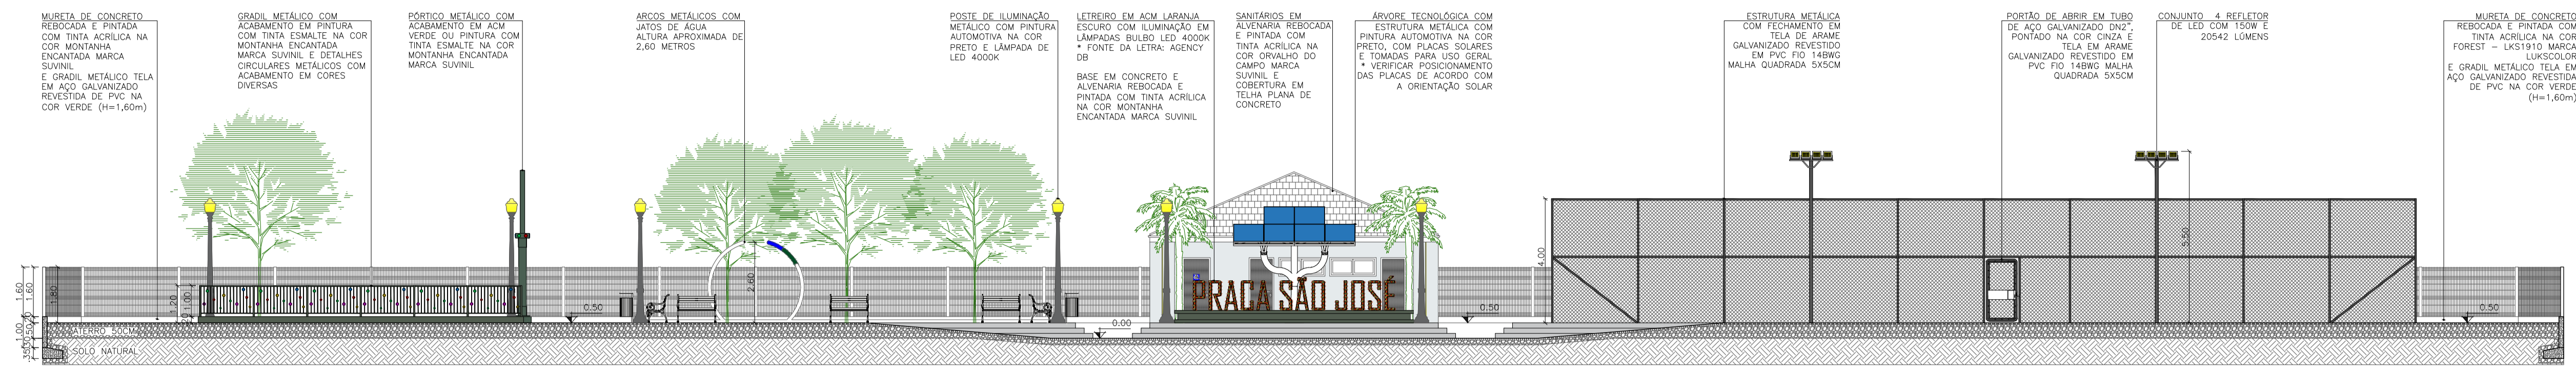 MURETA DE CONCRETO
REBOCADA E PINTADA
COM TINTA ACRÍLICA NA
COR MONTANHA
ENCANTADA MARCA
SUVINIL
E GRADIL METÁLICO TELA
EM AÇO GALVANIZADO
REVESTIDA DE PVC NA
COR VERDE (H=1,60m)
GRADIL METÁLICO COM
ACABAMENTO EM PINTURA
COM TINTA ESMALTE NA COR
MONTANHA ENCANTADA
MARCA SUVINIL E DETALHES
CIRCULARES METÁLICOS COM
ACABAMENTO EM CORES
DIVERSAS
PÓRTICO METÁLICO COM
ACABAMENTO EM ACM
VERDE OU PINTURA COM
TINTA ESMALTE NA COR
MONTANHA ENCANTADA
MARCA SUVINIL
ARCOS METÁLICOS COM
JATOS DE ÁGUA
ALTURA APROXIMADA DE
2,60 METROS
POSTE DE ILUMINAÇÃO
METÁLICO COM PINTURA
AUTOMOTIVA NA COR
PRETO E LÂMPADA DE
LED 4000K
LETREIRO EM ACM LARANJA
ESCURO COM ILUMINAÇÃO EM
LÂMPADAS BULBO LED 4000K
* FONTE DA LETRA: AGENCY
DB
BASE EM CONCRETO E
ALVENARIA REBOCADA E
PINTADA COM TINTA ACRÍLICA
NA COR MONTANHA
ENCANTADA MARCA SUVINIL
SANITÁRIOS EM
ALVENARIA REBOCADA
E PINTADA COM
TINTA ACRÍLICA NA
COR ORVALHO DO
CAMPO MARCA
SUVINIL E
COBERTURA EM
TELHA PLANA DE
CONCRETO
ÁRVORE TECNOLÓGICA COM
ESTRUTURA METÁLICA COM
PINTURA AUTOMOTIVA NA COR
PRETO, COM PLACAS SOLARES
E TOMADAS PARA USO GERAL
* VERIFICAR POSICIONAMENTO
DAS PLACAS DE ACORDO COM
A ORIENTAÇÃO SOLAR
ESTRUTURA METÁLICA
COM FECHAMENTO EM
TELA DE ARAME
GALVANIZADO REVESTIDO
EM PVC FIO 14BWG
MALHA QUADRADA 5X5CM
PORTÃO DE ABRIR EM TUBO
DE AÇO GALVANIZADO DN2",
PONTADO NA COR CINZA E
TELA EM ARAME
GALVANIZADO REVESTIDO EM
PVC FIO 14BWG MALHA
QUADRADA 5X5CM
CONJUNTO 4 REFLETOR
DE LED COM 150W E
20542 LÚMENS
MURETA DE CONCRETO
REBOCADA E PINTADA COM
TINTA ACRÍLICA NA COR
FOREST – LKS1910 MARCA
LUKSCOLOR
E GRADIL METÁLICO TELA EM
AÇO GALVANIZADO REVESTIDA
DE PVC NA COR VERDE
(H=1,60m)
1.60
1.60
1.80
1.20
1.00
.20
.20
.50
1.00
.30
.35
0.50
2.60
0.00
PRAÇA SÃO JOSÉ
0.50
4.00
5.50
0.50
ATERRO 50CM
SOLO NATURAL